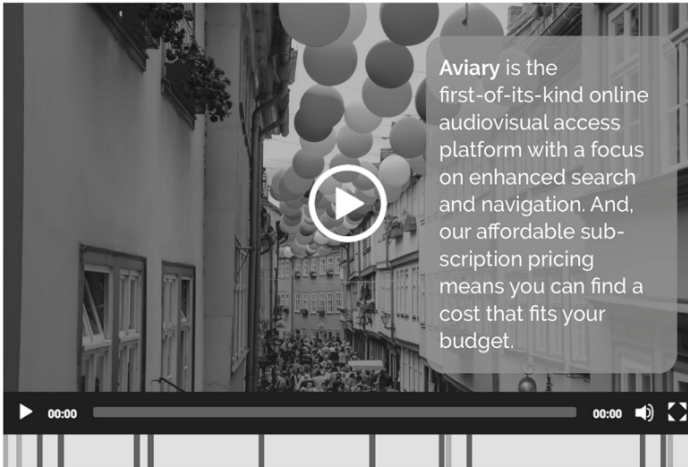 Aviary is the
first-of-its-kind online
audiovisual access
platform with a focus
on enhanced search
and navigation. And,
our affordable sub-
scription pricing
means you can find a
cost that fits your
budget.
00:00 00:00